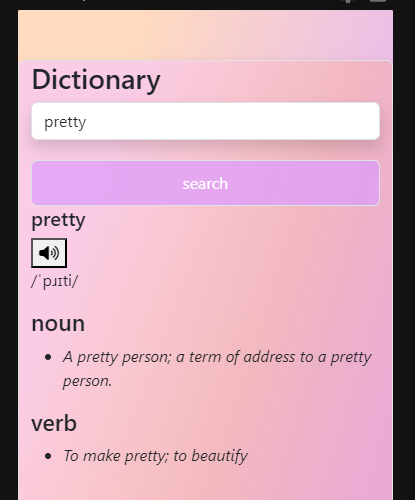 Dictionary
pretty
search
pretty
/ˈpɹɪti/
noun
A pretty person; a term of address to a pretty
person.
verb
To make pretty; to beautify